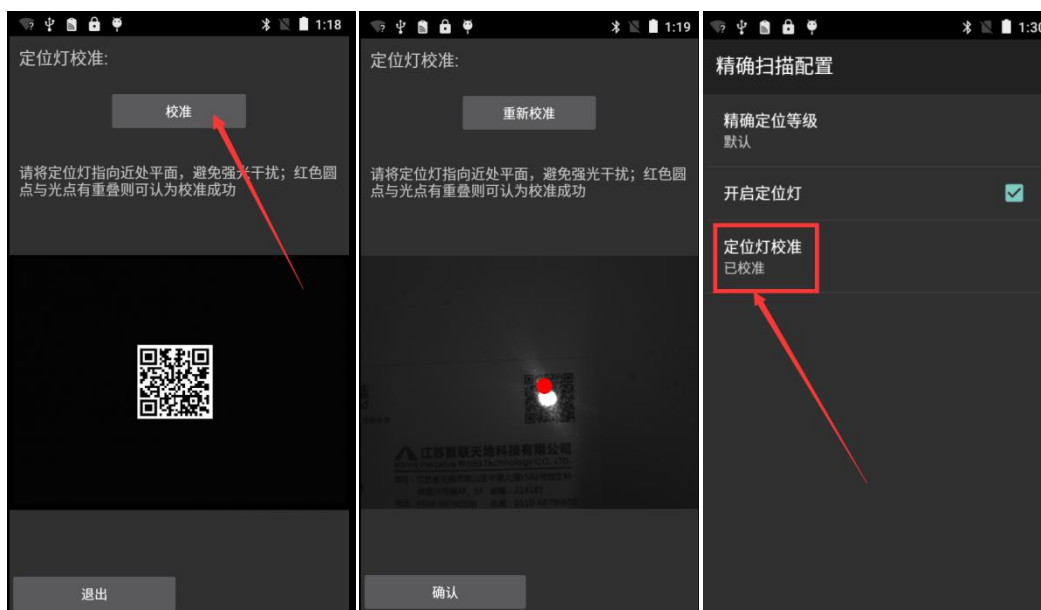 1:18
定位灯校准:
校准
请将定位灯指向近处平面，避免强光干扰；红色圆
点与光点有重叠则可认为校准成功
退出
1:19
定位灯校准:
重新校准
请将定位灯指向近处平面，避免强光干扰；红色圆
点与光点有重叠则可认为校准成功
江苏智联天地科技有限公司
确认
1:30
精确扫描配置
精确定位等级
默认
开启定位灯
定位灯校准
已校准